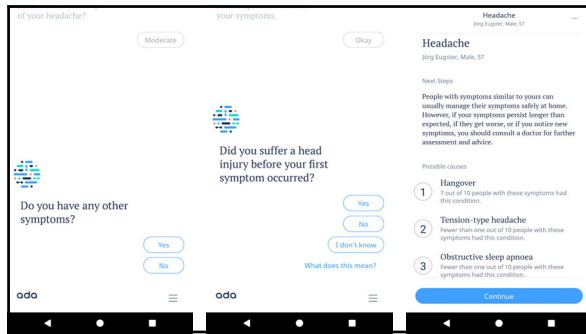 of your headache?
Moderate
Do you have any other
symptoms?
Yes
No
ada
your symptoms.
Okay
Did you suffer a head
injury before your first
symptom occurred?
Yes
No
I don't know
What does this mean?
ada
Headache
Jörg Eugster, Male, 57
Headache
Jörg Eugster, Male, 57
Next Steps
People with symptoms similar to yours can
usually manage their symptoms safely at home.
However, if your symptoms persist longer than
expected, if they get worse, or if you notice new
symptoms, you should consult a doctor for further
assessment and advice.
Possible causes
1 Hangover
7 out of 10 people with these symptoms had
this condition.
2 Tension-type headache
Fewer than one out of 10 people with these
symptoms had this condition.
3 Obstructive sleep apnoea
Fewer than one out of 10 people with these
symptoms had this condition.
Continue